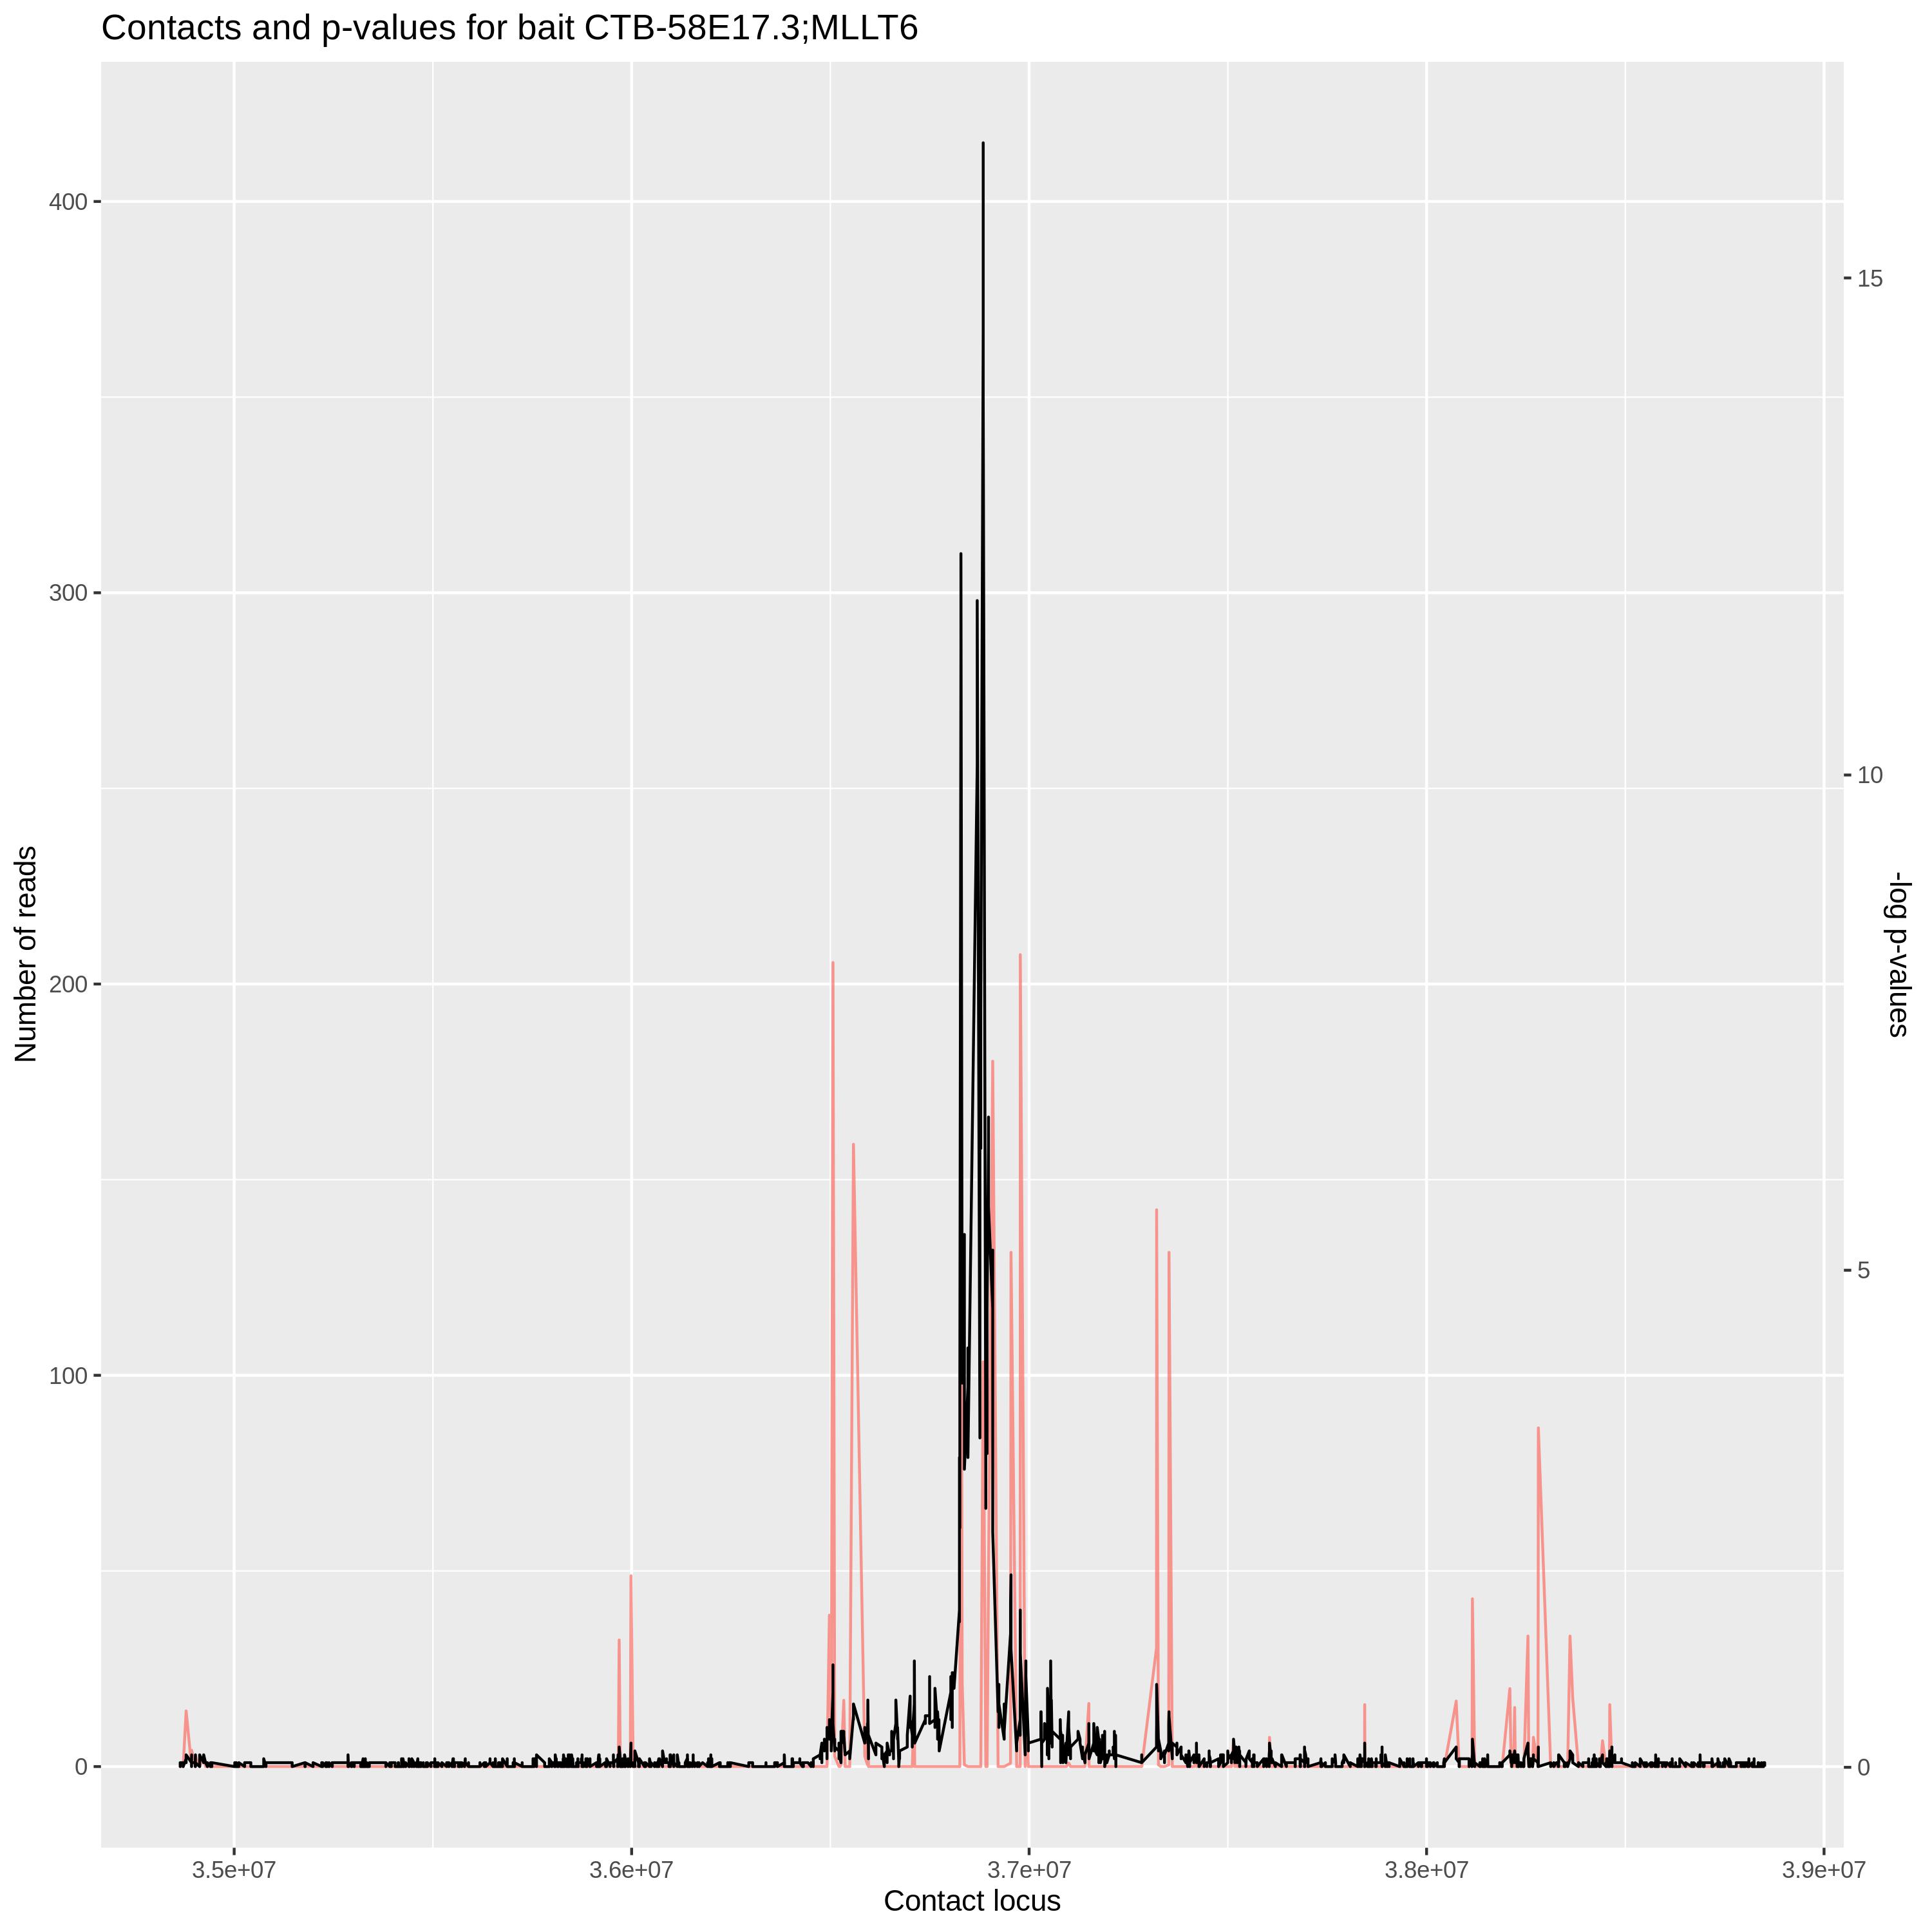 Contacts and p-values for bait CTB-58E17.3;MLLT6
400
300
200
100
0
Number of reads
15
10
5
0
-log p-values
3.5e+07
3.6e+07
3.7e+07
3.8e+07
3.9e+07
Contact locus